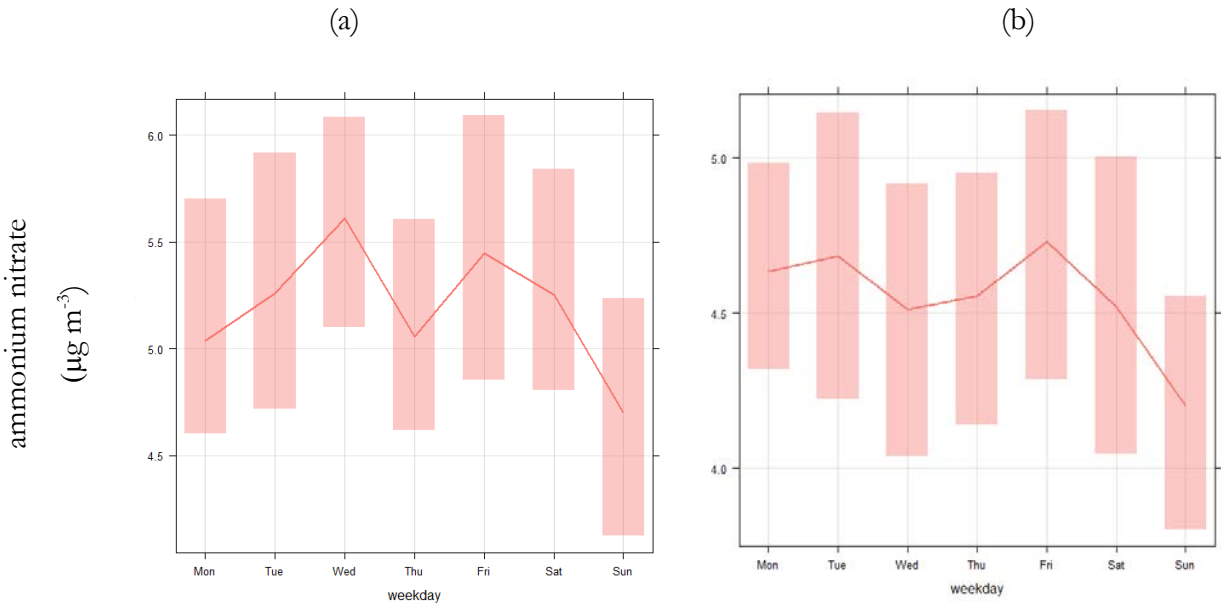 (a)
(b)
ammonium nitrate
(µg m⁻³)
6.0
5.5
5.0
4.5
Mon Tue Wed Thu Fri Sat Sun
weekday
5.0
4.5
4.0
Mon Tue Wed Thu Fri Sat Sun
weekday